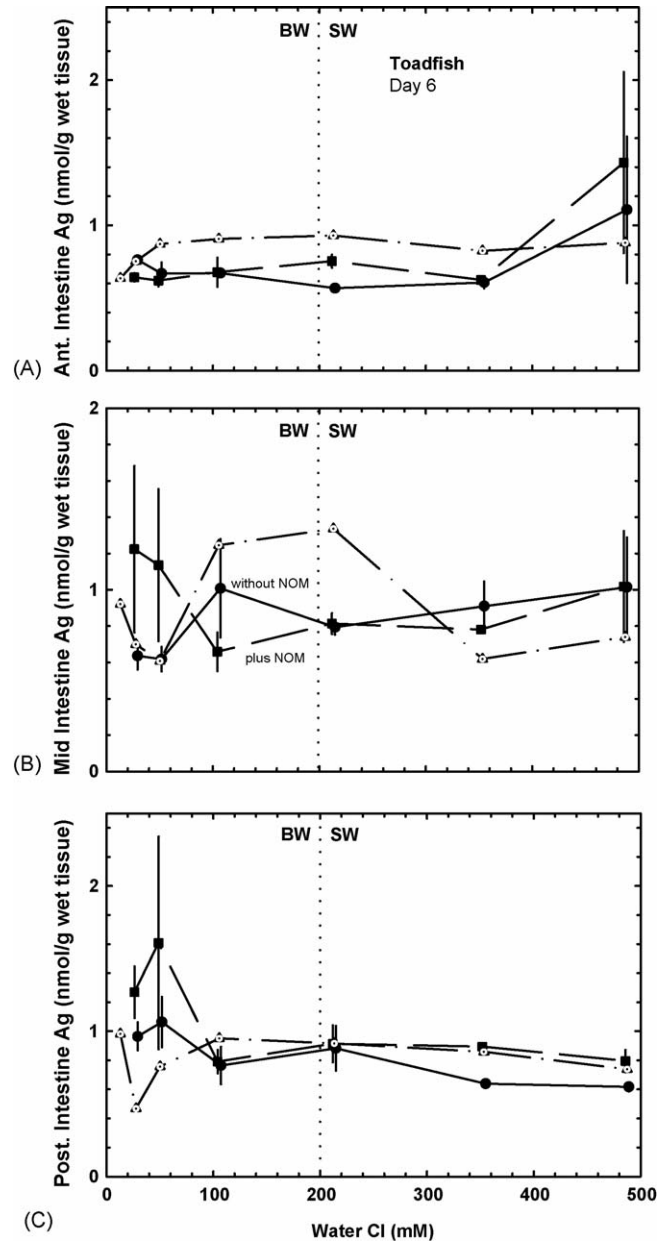 BW SW
Toadfish
Day 6
Ant. Intestine Ag (nmol/g wet tissue)
2
1
0
(A)
BW SW
Mid Intestine Ag (nmol/g wet tissue)
2
1
0
without NOM
plus NOM
(B)
BW SW
Post. Intestine Ag (nmol/g wet tissue)
2
1
0
0 100 200 300 400 500
Water Cl (mM)
(C)